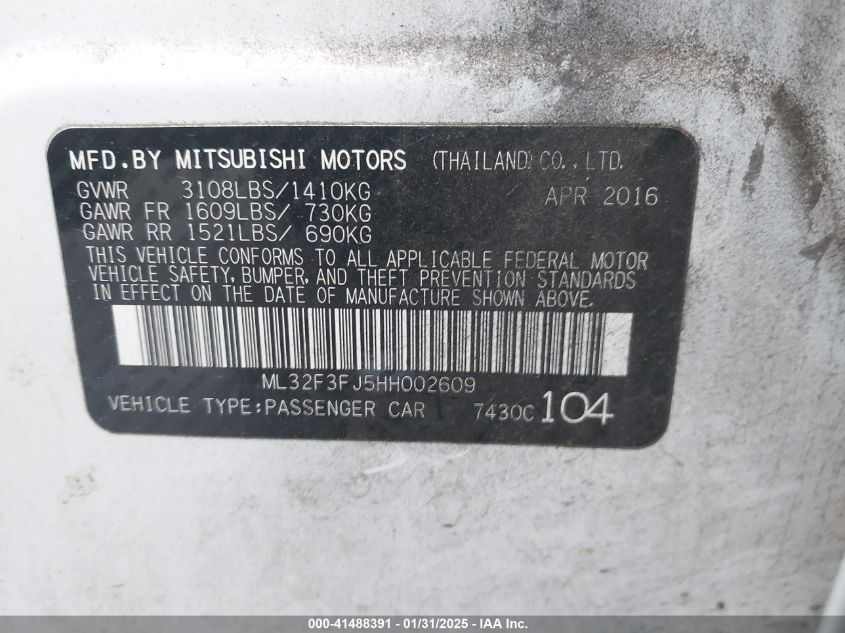 MFD.BY MITSUBISHI MOTORS (THAILAND) CO., LTD.
GVWR 3108LBS/1410KG APR 2016
GAWR FR 1609LBS/ 730KG
GAWR RR 1521LBS/ 690KG
THIS VEHICLE CONFORMS TO ALL APPLICABLE FEDERAL MOTOR
VEHICLE SAFETY, BUMPER, AND THEFT PREVENTION STANDARDS
IN EFFECT ON THE DATE OF MANUFACTURE SHOWN ABOVE.
ML32F3FJ5HH002609
VEHICLE TYPE:PASSENGER CAR 7430C 104
000-41488391 - 01/31/2025 - IAA Inc.